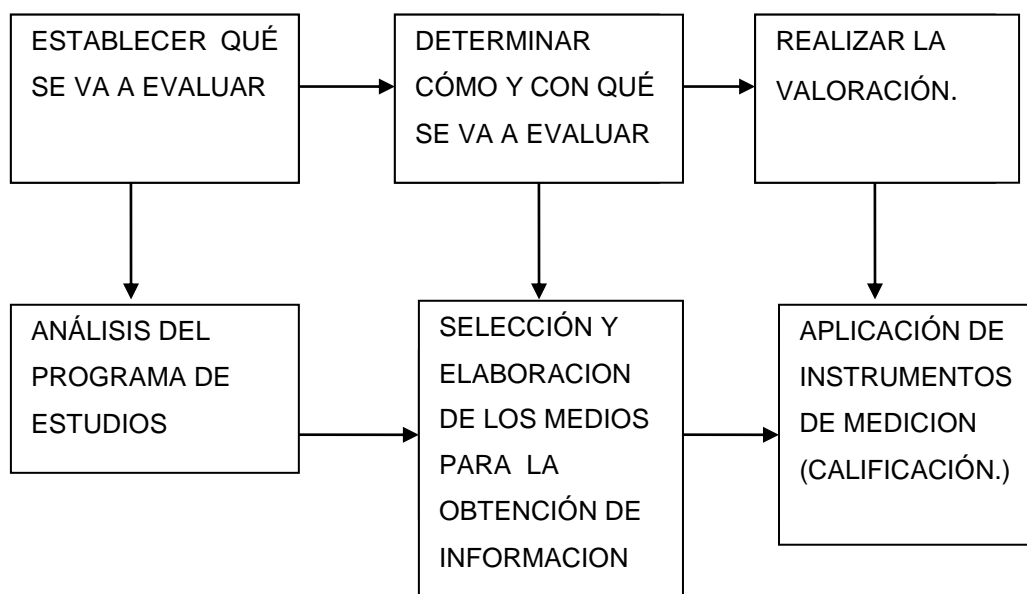 ESTABLECER QUÉ
SE VA A EVALUAR
DETERMINAR
CÓMO Y CON QUÉ
SE VA A EVALUAR
REALIZAR LA
VALORACIÓN.
ANÁLISIS DEL
PROGRAMA DE
ESTUDIOS
SELECCIÓN Y
ELABORACION
DE LOS MEDIOS
PARA LA
OBTENCIÓN DE
INFORMACION
APLICACIÓN DE
INSTRUMENTOS
DE MEDICION
(CALIFICACIÓN.)